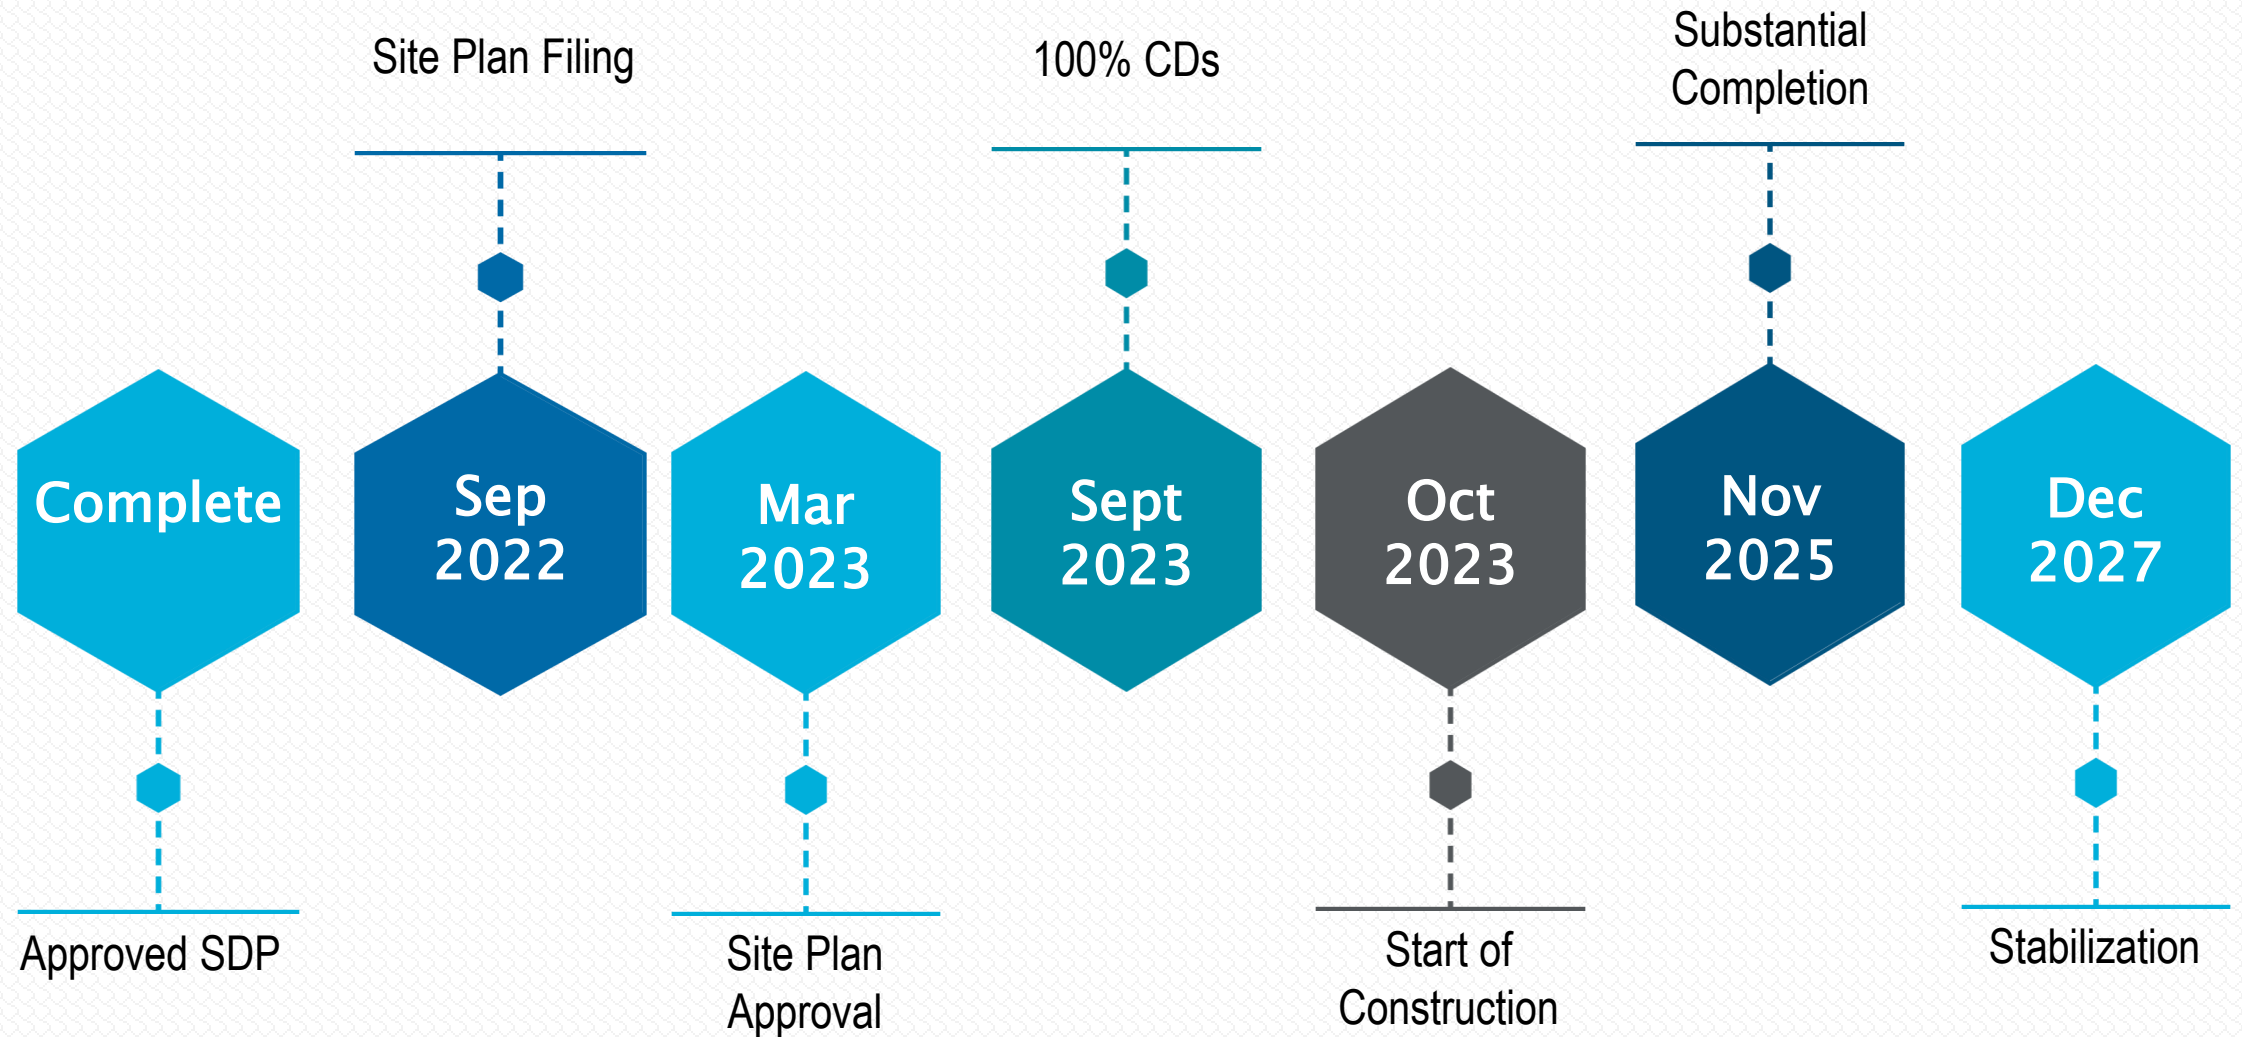 Site Plan Filing
100% CDs
Substantial
Completion
Complete
Sep
2022
Mar
2023
Sept
2023
Oct
2023
Nov
2025
Dec
2027
Approved SDP
Site Plan
Approval
Start of
Construction
Stabilization